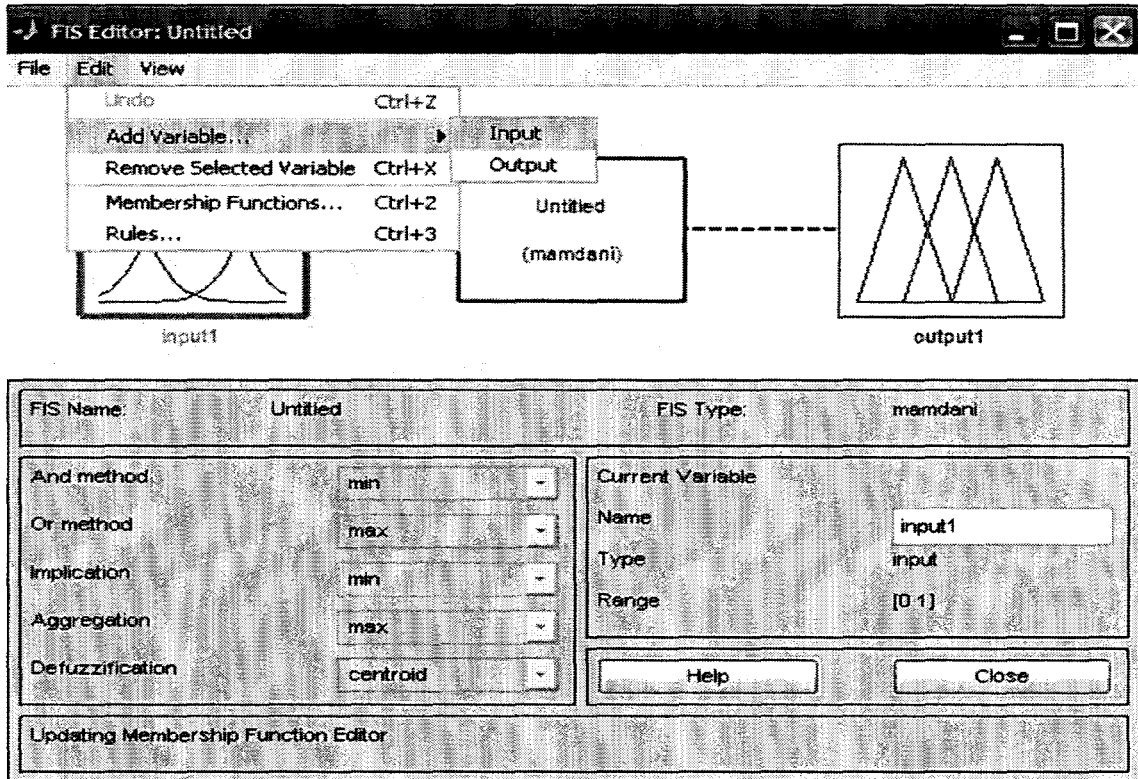 FIS Editor: Untitled
File Edit View
Undo Ctrl+Z
Add Variable... Input
Remove Selected Variable Ctrl+X Output
Membership Functions... Ctrl+2
Rules... Ctrl+3
Untitled
(mamdani)
input1
output1
FIS Name: Untitled FIS Type: mamdani
And method min
Or method max
Implication min
Aggregation max
Defuzzification centroid
Current Variable
Name input1
Type input
Range [0 1]
Help Close
Updating Membership Function Editor